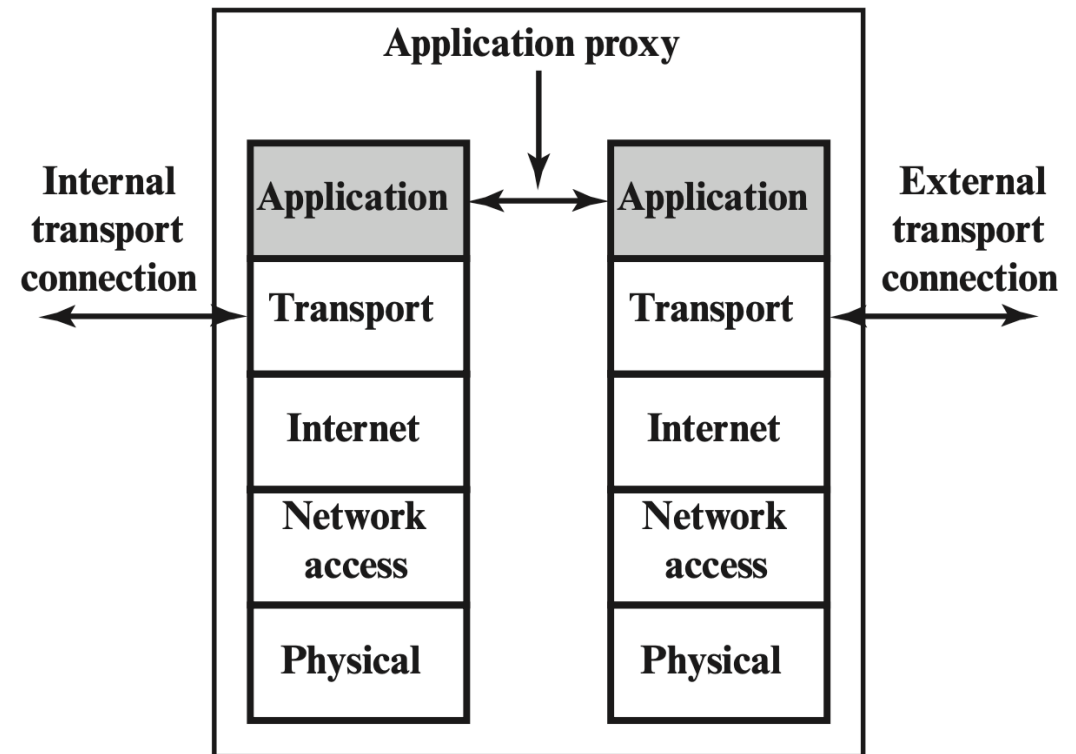 Application proxy
Internal
transport
connection
Application
Application
External
transport
connection
Transport
Transport
Internet
Internet
Network
access
Network
access
Physical
Physical